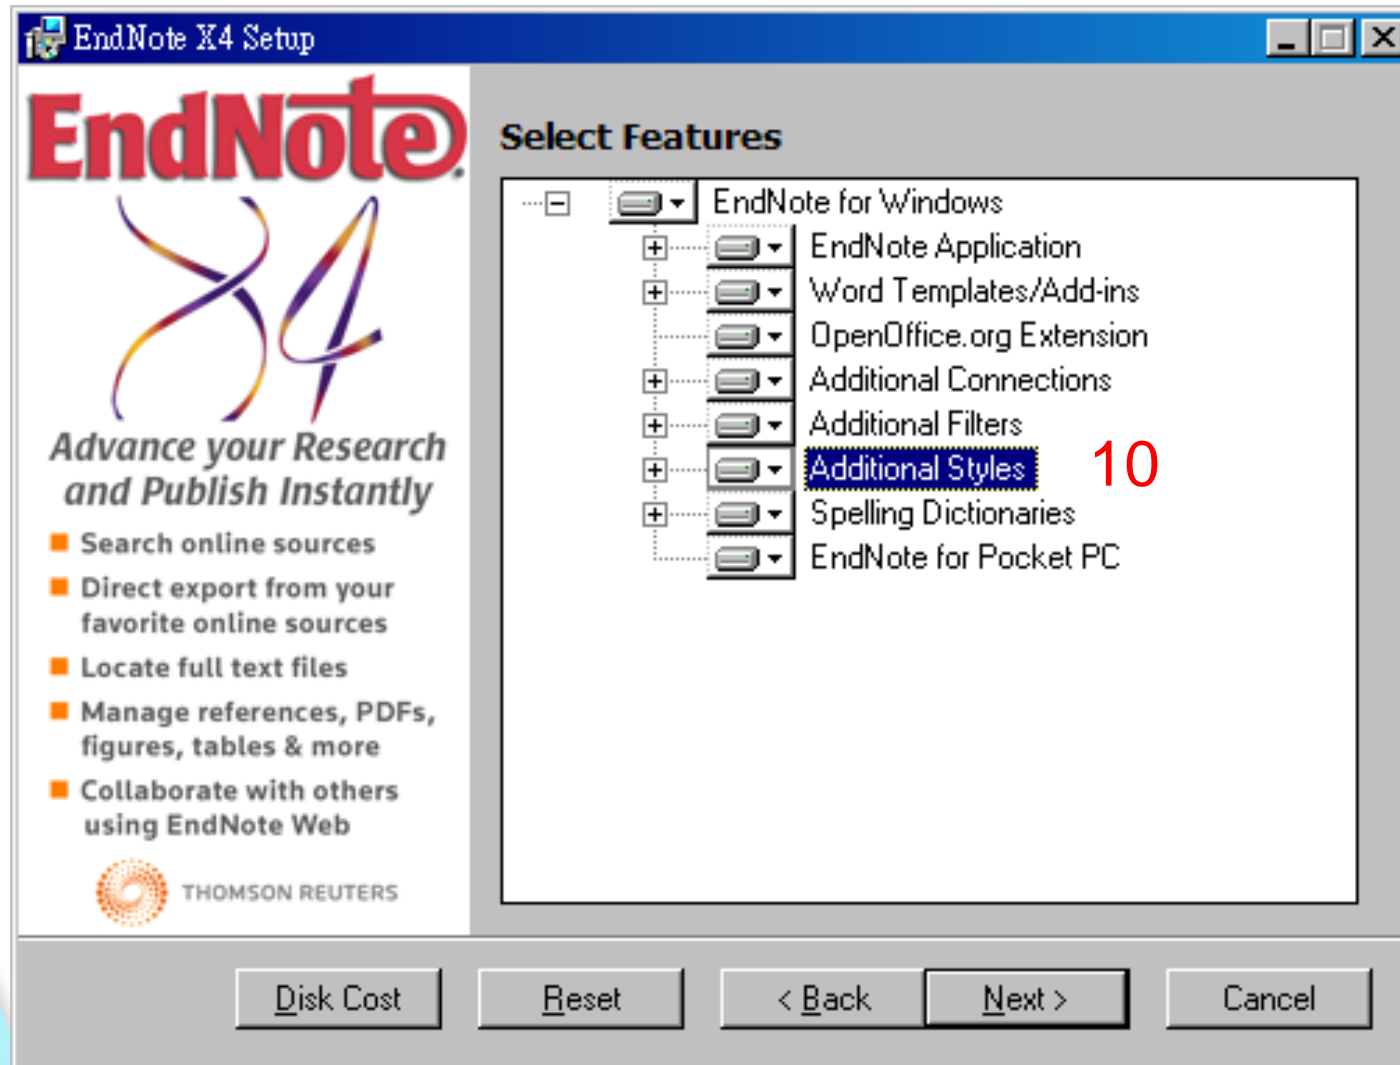 EndNote X4 Setup
EndNote
X4
Advance your Research
and Publish Instantly
Search online sources
Direct export from your
favorite online sources
Locate full text files
Manage references, PDFs,
figures, tables & more
Collaborate with others
using EndNote Web
THOMSON REUTERS
Select Features
EndNote for Windows
EndNote Application
Word Templates/Add-ins
OpenOffice.org Extension
Additional Connections
Additional Filters
Additional Styles 10
Spelling Dictionaries
EndNote for Pocket PC
Disk Cost Reset < Back Next > Cancel